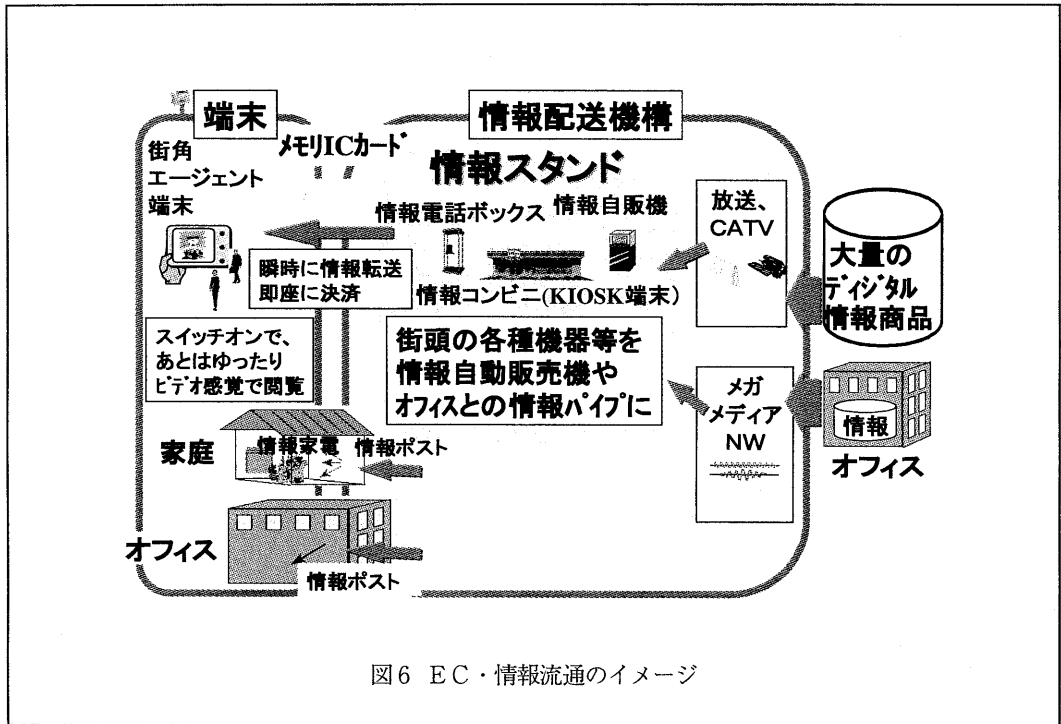 端末
情報配送機構
街角
エージェント
端末
メモリICカード
情報スタンド
情報電話ボックス
情報自販機
情報コンビニ(KIOSK端末)
瞬時に情報転送
即座に決済
スイッチオンで、
あとはゆったり
ビデオ感覚で閲覧
街頭の各種機器等を
情報自動販売機や
オフィスとの情報パイプに
放送、
CATV
メガ
メディア
NW
大量の
ディジタル
情報商品
情報
オフィス
家庭
情報家電
情報ポスト
オフィス
情報ポスト
図6 EC・情報流通のイメージ